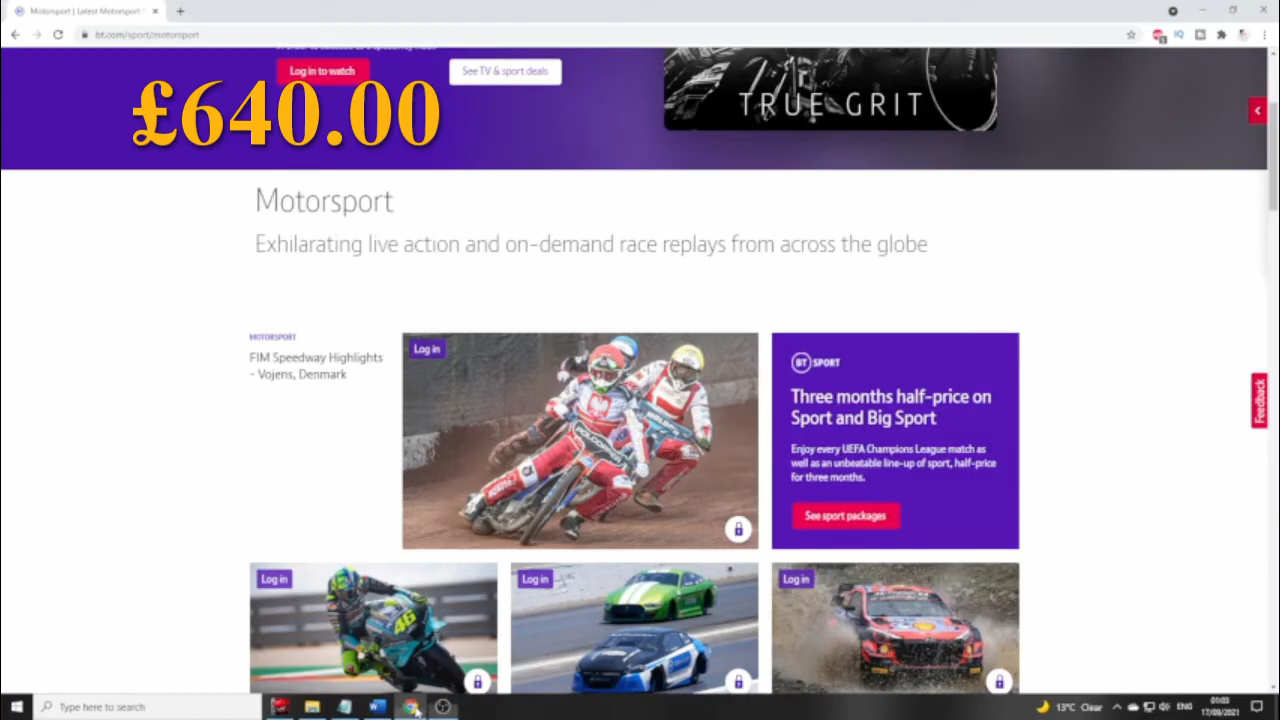 Motorsport | Latest Motorsport
bt.com/sport/motorsport
Log in to watch
See TV & sport deals
£640.00
TRUE GRIT
Motorsport
Exhilarating live action and on-demand race replays from across the globe
MOTORSPORT
FIM Speedway Highlights
- Vojens, Denmark
Log in
BT SPORT
Three months half-price on
Sport and Big Sport
Enjoy every UEFA Champions League match as
well as an unbeatable line-up of sport, half-price
for three months.
See sport packages
Feedback
Log in
46
Log in
Log in
Type here to search
13°C Clear
ENG
01:03
17/09/2021